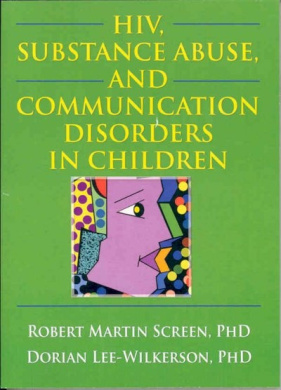 HIV,
SUBSTANCE ABUSE,
AND
COMMUNICATION
DISORDERS
IN CHILDREN
ROBERT MARTIN SCREEN, PHD
DORIAN LEE-WILKERSON, PHD